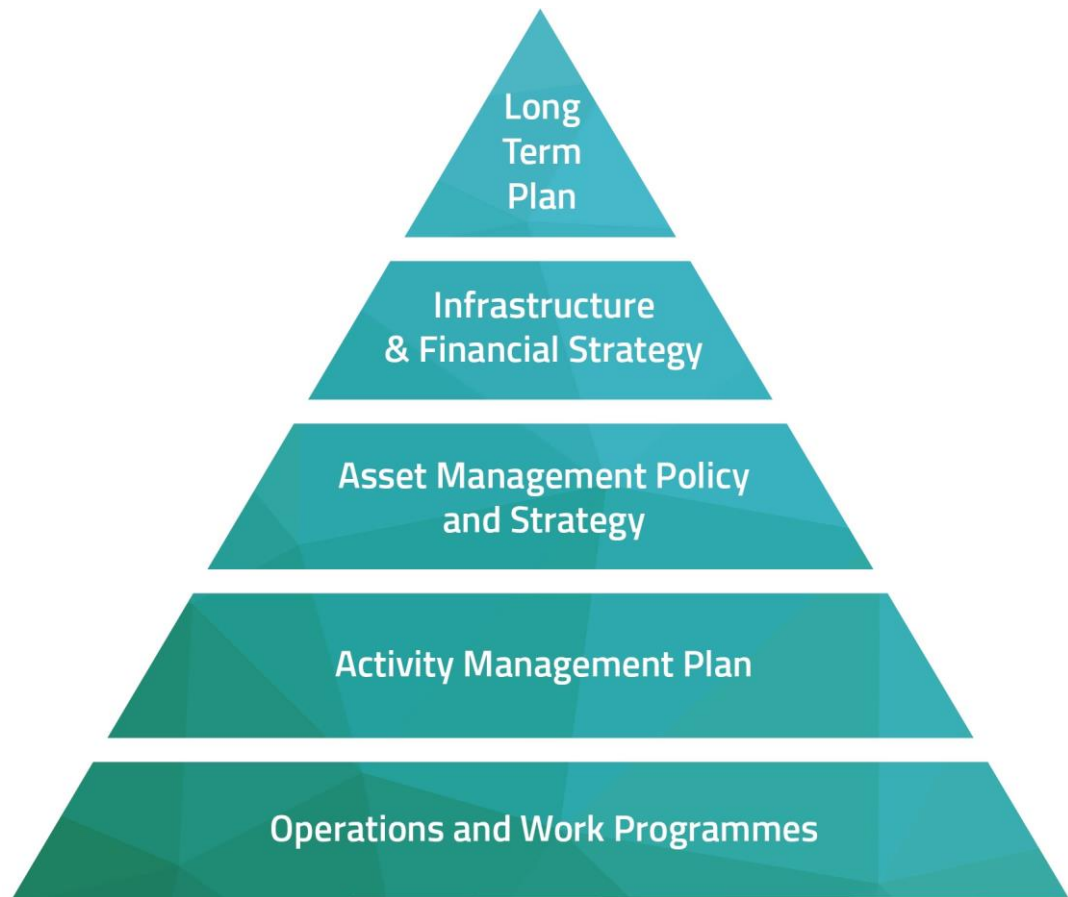 Long
Term
Plan
Infrastructure
& Financial Strategy
Asset Management Policy
and Strategy
Activity Management Plan
Operations and Work Programmes